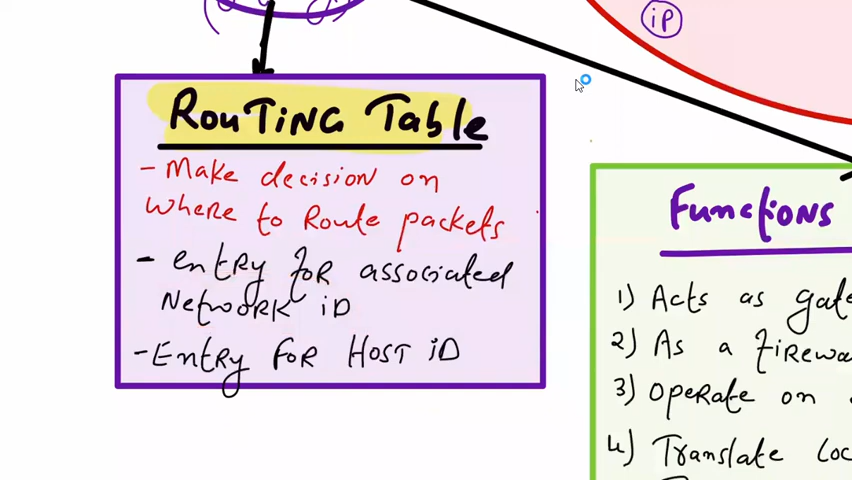 iP
ROUTING Table
- Make decision on
where to Route packets
- entry for associated
Network iD
- Entry for HOST iD
Functions
1) Acts as
2) As a
3) operate on
4) Translate